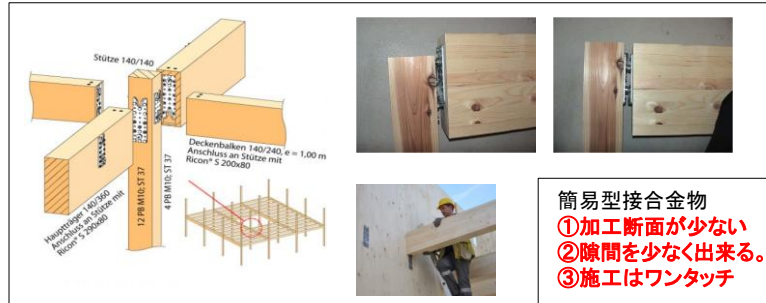 Stütze 140/140
Deckenbalken 140/240, e = 1,00 m
Anschluss an Stütze mit
Ricon® S 200x80
Hauptträger 140/360
Anschluss an Stütze mit
Ricon® S 290x80
12 PB M10; ST 37
4 PB M10; ST 37
簡易型接合金物
①加工断面が少ない
②隙間を少なく出来る。
③施工はワンタッチ